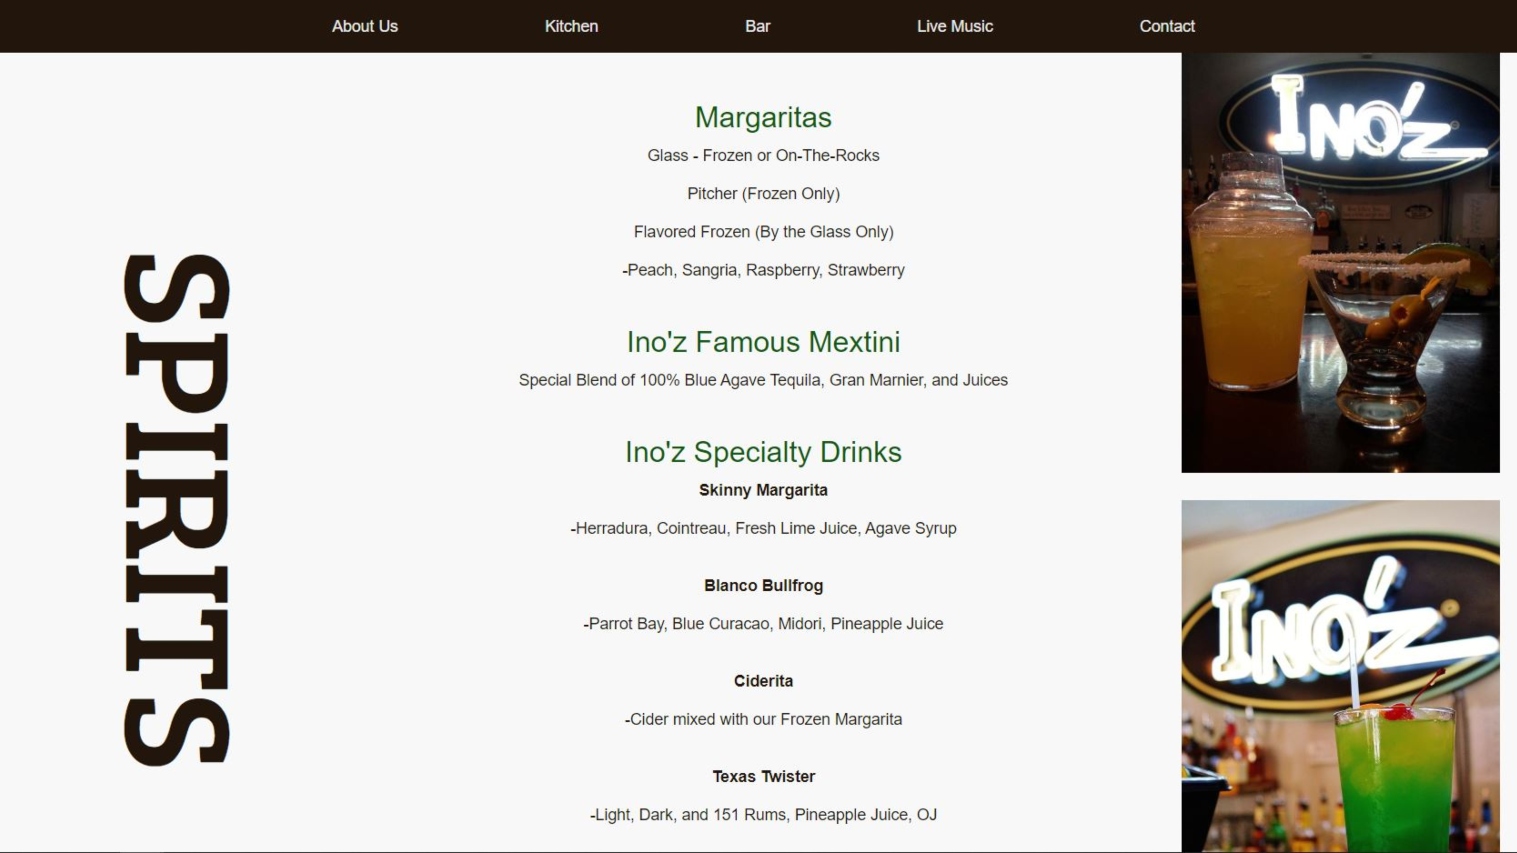 About Us
Kitchen
Bar
Live Music
Contact
SPIRITS
Margaritas
Glass - Frozen or On-The-Rocks
Pitcher (Frozen Only)
Flavored Frozen (By the Glass Only)
-Peach, Sangria, Raspberry, Strawberry
Ino'z Famous Mextini
Special Blend of 100% Blue Agave Tequila, Gran Marnier, and Juices
Ino'z Specialty Drinks
Skinny Margarita
-Herradura, Cointreau, Fresh Lime Juice, Agave Syrup
Blanco Bullfrog
-Parrot Bay, Blue Curacao, Midori, Pineapple Juice
Ciderita
-Cider mixed with our Frozen Margarita
Texas Twister
-Light, Dark, and 151 Rums, Pineapple Juice, OJ
INO'Z
INO'Z